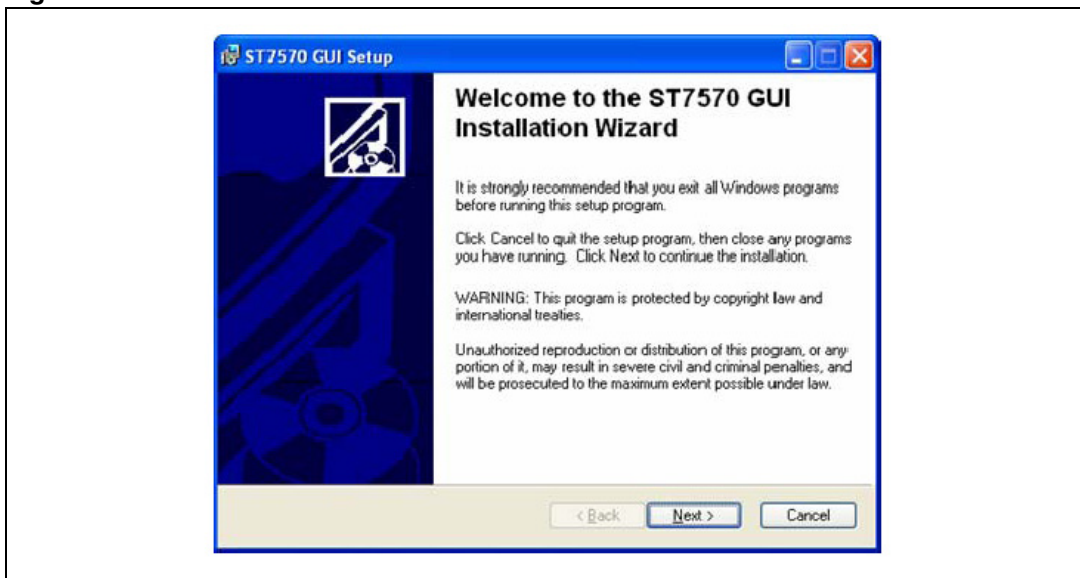 ST7570 GUI Setup
Welcome to the ST7570 GUI
Installation Wizard
It is strongly recommended that you exit all Windows programs
before running this setup program.
Click Cancel to quit the setup program, then close any programs
you have running. Click Next to continue the installation.
WARNING: This program is protected by copyright law and
international treaties.
Unauthorized reproduction or distribution of this program, or any
portion of it, may result in severe civil and criminal penalties, and
will be prosecuted to the maximum extent possible under law.
< Back Next > Cancel